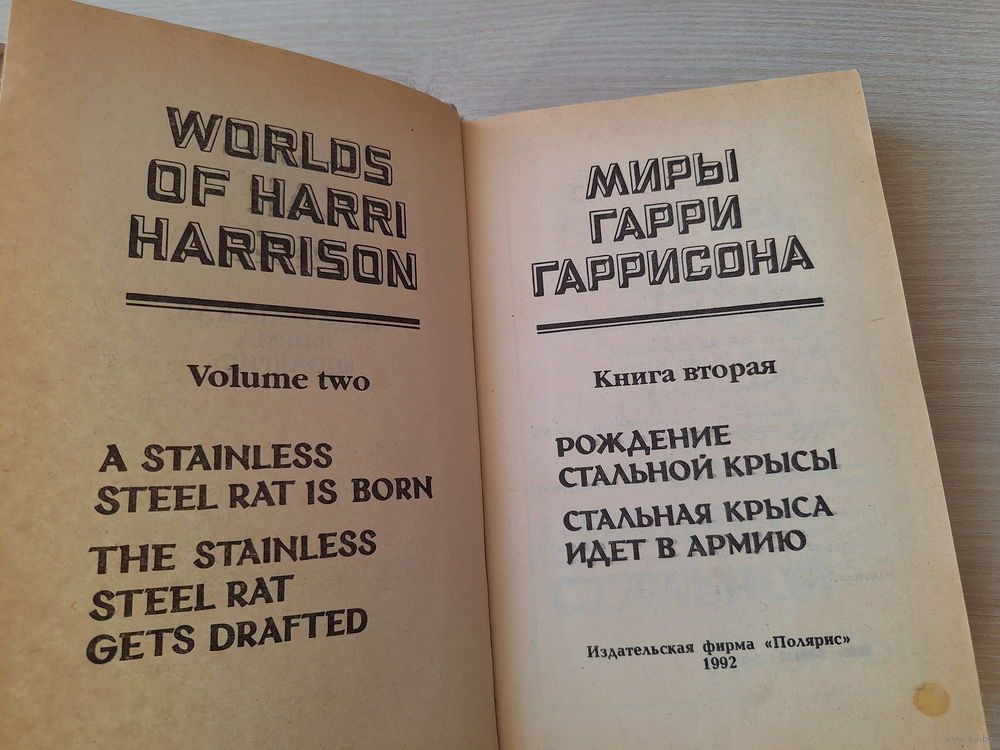 WORLDS
OF HARRI
HARRISON
Volume two
A STAINLESS
STEEL RAT IS BORN
THE STAINLESS
STEEL RAT
GETS DRAFTED
МИРЫ
ГАРРИ
ГАРРИСОНА
Книга вторая
РОЖДЕНИЕ
СТАЛЬНОЙ КРЫСЫ
СТАЛЬНАЯ КРЫСА
ИДЕТ В АРМИЮ
Издательская фирма «Полярис»
1992